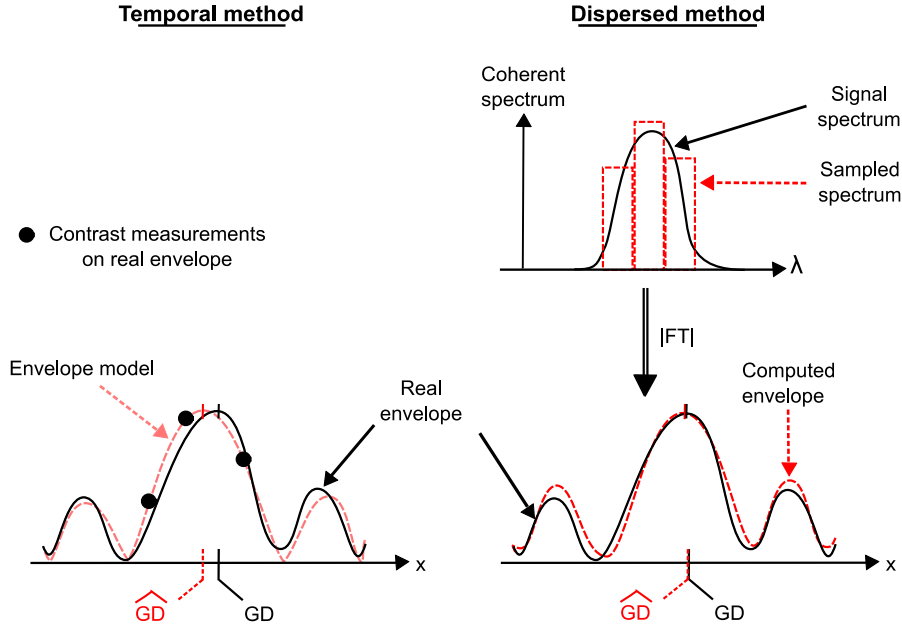 Temporal method
Contrast measurements
on real envelope
Envelope model
Real
envelope
x
GD
GD
Dispersed method
Coherent
spectrum
Signal
spectrum
Sampled
spectrum
λ
|FT|
Computed
envelope
x
GD
GD